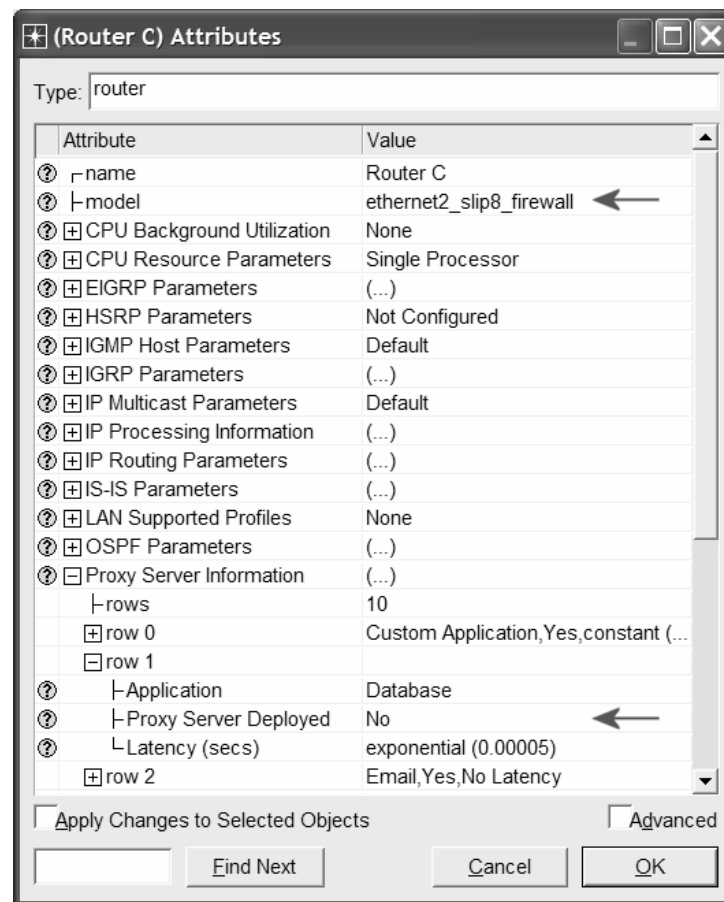 (Router C) Attributes
Type: router
Attribute Value
name Router C
model ethernet2_slip8_firewall
CPU Background Utilization None
CPU Resource Parameters Single Processor
EIGRP Parameters (...)
HSRP Parameters Not Configured
IGMP Host Parameters Default
IGRP Parameters (...)
IP Multicast Parameters Default
IP Processing Information (...)
IP Routing Parameters (...)
IS-IS Parameters (...)
LAN Supported Profiles None
OSPF Parameters (...)
Proxy Server Information (...)
rows 10
row 0 Custom Application,Yes,constant (...
row 1
Application Database
Proxy Server Deployed No
Latency (secs) exponential (0.00005)
row 2 Email,Yes,No Latency
Apply Changes to Selected Objects Advanced
Find Next Cancel OK